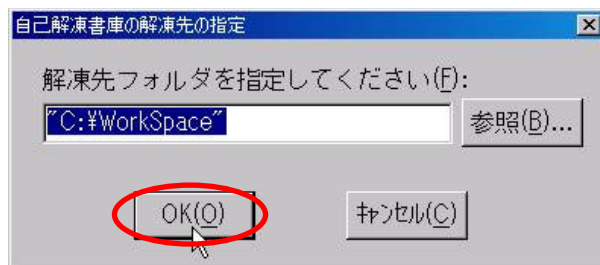 自己解凍書庫の解凍先の指定
解凍先フォルダを指定してください(F):
"C:¥WorkSpace"
参照(B)...
OK(O)
ｷｬﾝｾﾙ(C)